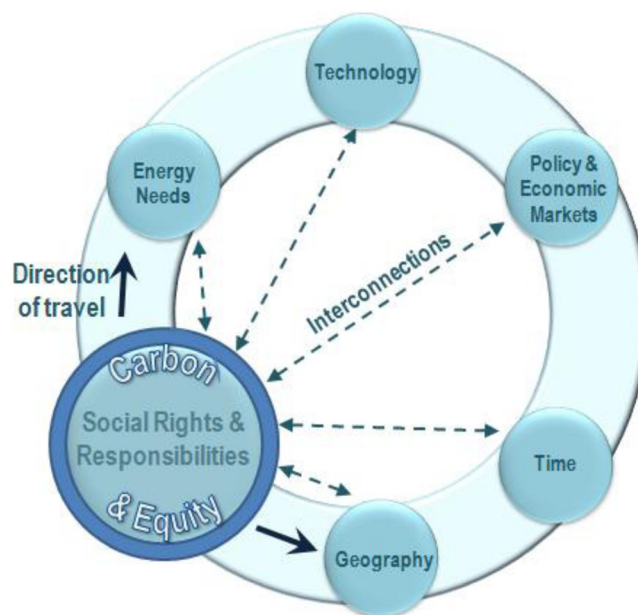 Technology
Energy
Needs
Policy &
Economic
Markets
Direction
of travel
Interconnections
Carbon
Social Rights &
Responsibilities
& Equity
Time
Geography